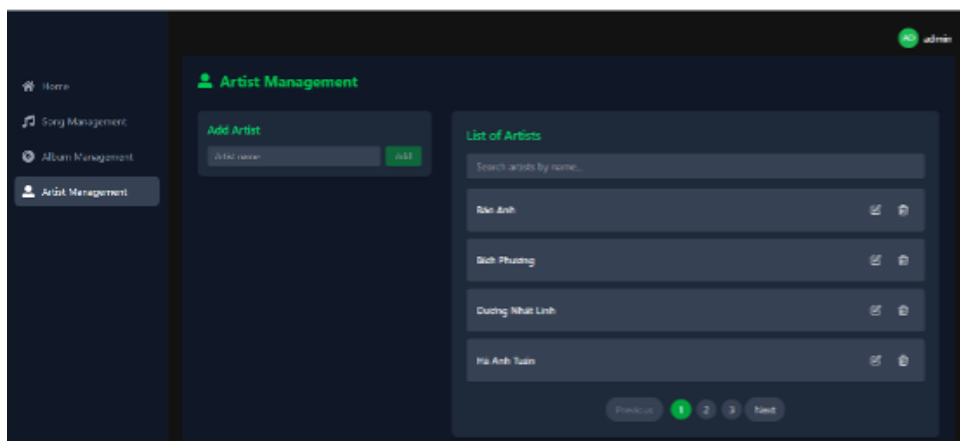 AD admin
Home
Song Management
Album Management
Artist Management
Artist Management
Add Artist
Artist name
Add
List of Artists
Search artists by name...
Bảo Anh
Bích Phương
Dương Nhất Linh
Hà Anh Tuấn
Previous 1 2 3 Next